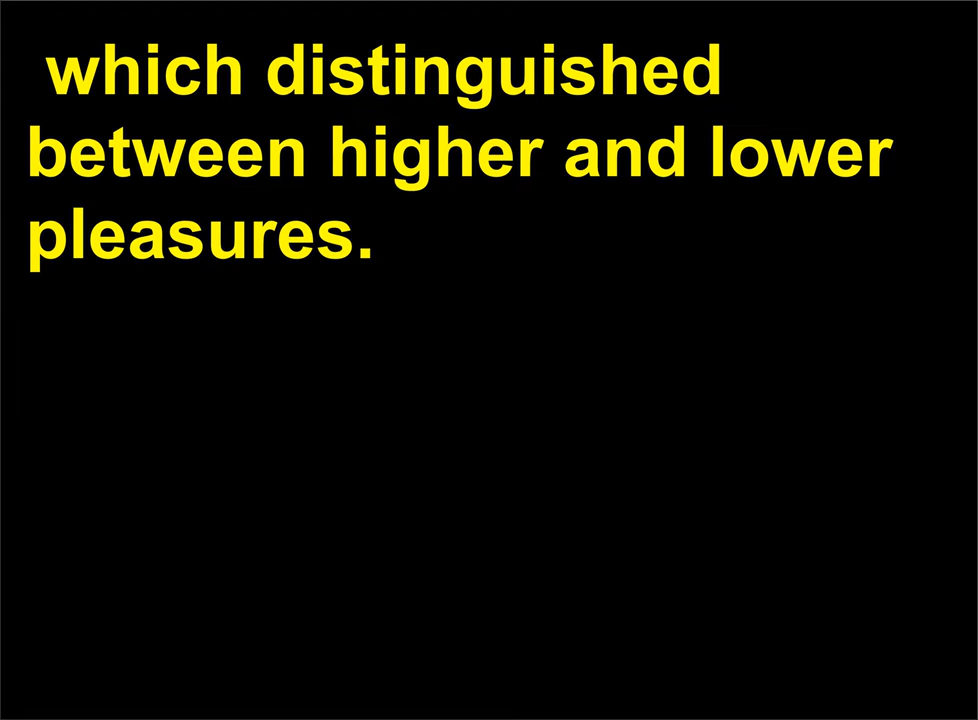 which distinguished
between higher and lower
pleasures.